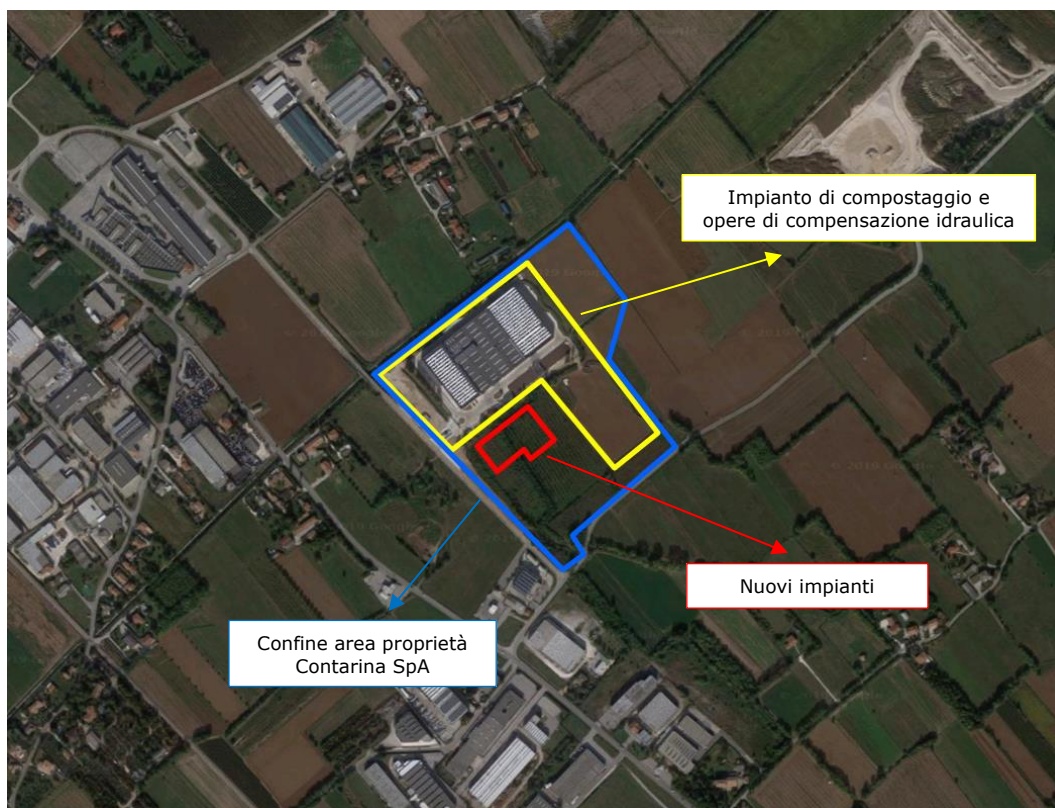 Impianto di compostaggio e
opere di compensazione idraulica
Nuovi impianti
Confine area proprietà
Contarina SpA